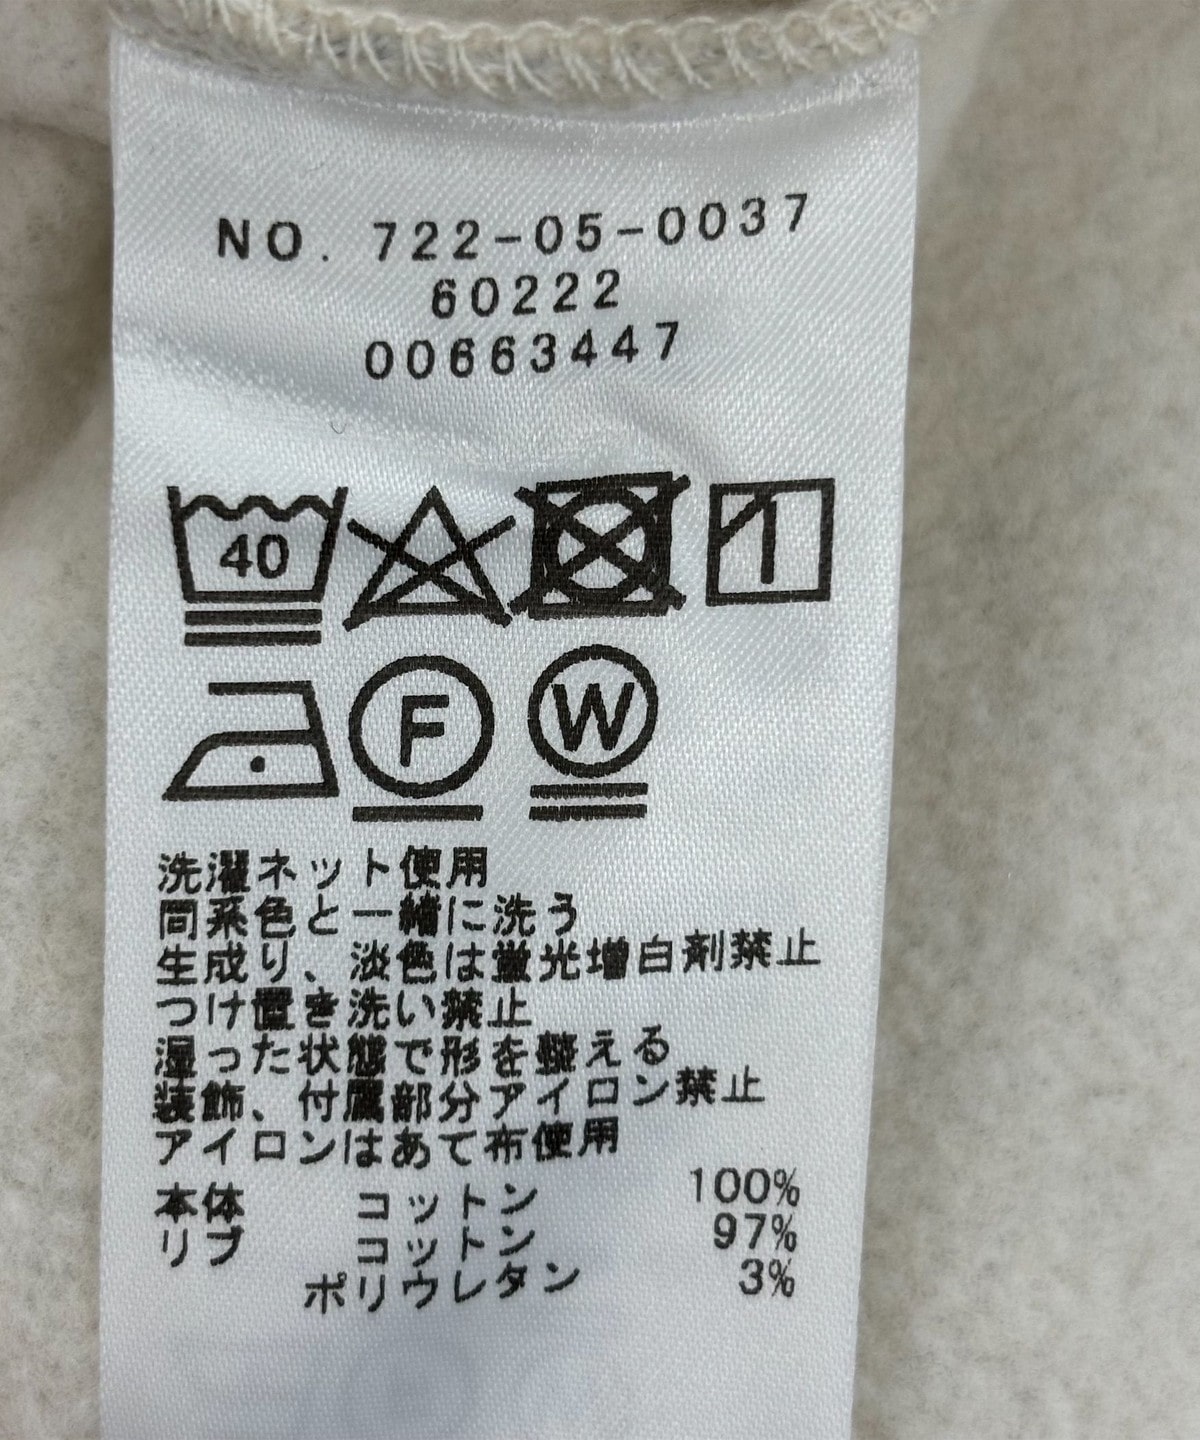 NO. 722-05-0037
60222
00663447
40
F W
洗濯ネット使用
同系色と一緒に洗う
生成り、淡色は蛍光増白剤禁止
つけ置き洗い禁止
湿った状態で形を整える
装飾、付属部分アイロン禁止
アイロンはあて布使用
本体 コットン 100%
リブ コットン 97%
ポリウレタン 3%